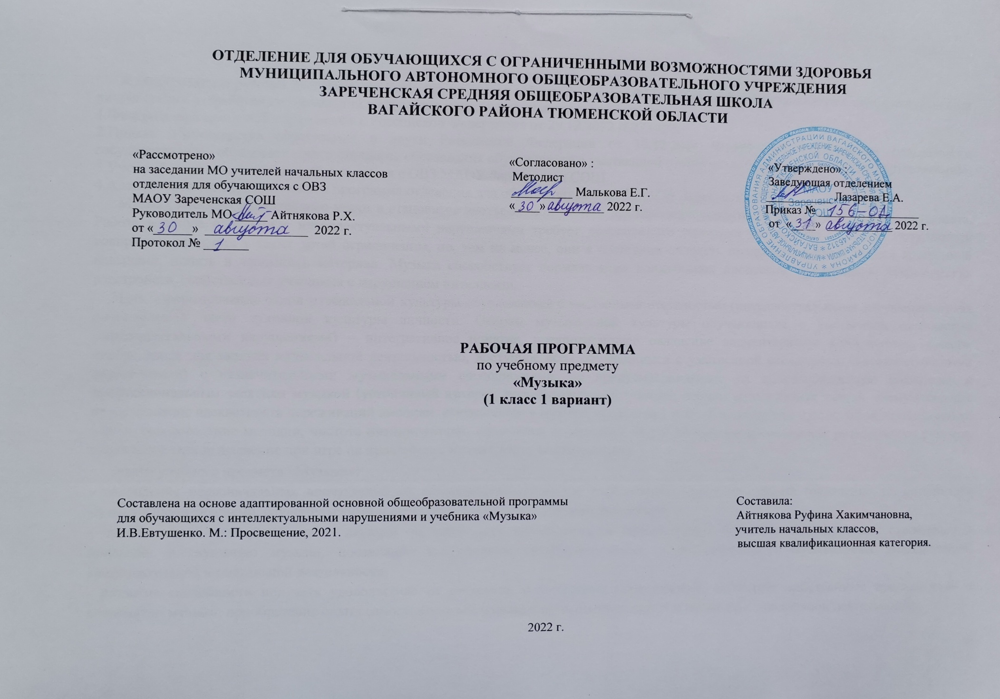 ОТДЕЛЕНИЕ ДЛЯ ОБУЧАЮЩИХСЯ С ОГРАНИЧЕННЫМИ ВОЗМОЖНОСТЯМИ ЗДОРОВЬЯ
МУНИЦИПАЛЬНОГО АВТОНОМНОГО ОБЩЕОБРАЗОВАТЕЛЬНОГО УЧРЕЖДЕНИЯ
ЗАРЕЧЕНСКАЯ СРЕДНЯЯ ОБЩЕОБРАЗОВАТЕЛЬНАЯ ШКОЛА
ВАГАЙСКОГО РАЙОНА ТЮМЕНСКОЙ ОБЛАСТИ
«Рассмотрено»
на заседании МО учителей начальных классов
отделения для обучающихся с ОВЗ
МАОУ Зареченская СОШ
Руководитель МО Айтнякова Р.Х.
от «30» августа 2022 г.
Протокол № 1
«Согласовано» :
Методист
Малькова Е.Г.
«30» августа 2022 г.
«Утверждено» :
Заведующая отделением
Лазарева Е.А.
Приказ № 156-ОД
от «31» августа 2022 г.
МАОУ
Зареченская
СОШ
РАБОЧАЯ ПРОГРАММА
по учебному предмету
«Музыка»
(1 класс 1 вариант)
Составлена на основе адаптированной основной общеобразовательной программы
для обучающихся с интеллектуальными нарушениями и учебника «Музыка»
И.В.Евтушенко. М.: Просвещение, 2021.
Составила:
Айтнякова Руфина Хакимчановна,
учитель начальных классов,
высшая квалификационная категория.
2022 г.